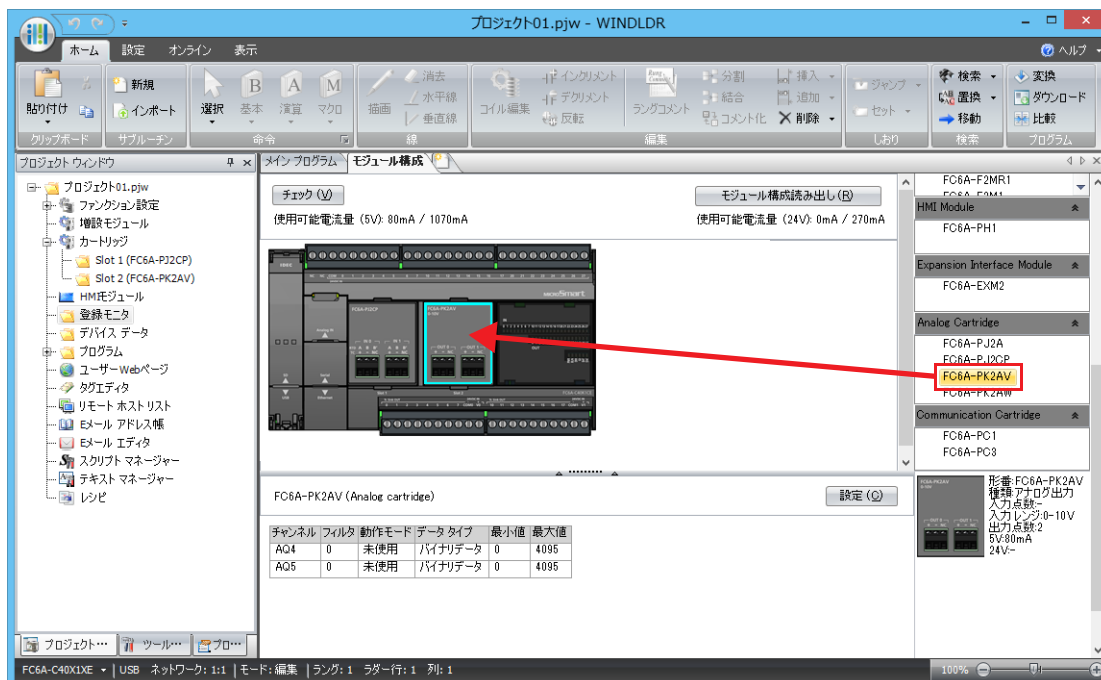 プロジェクト01.pjw - WINDLDR
ホーム 設定 オンライン 表示 ヘルプ
貼り付け 新規 インポート 選択 基本 演算 マクロ 描画 消去 水平線 垂直線 コイル編集 インクリメント デクリメント 反転 ラングコメント 分割 結合 コメント化 挿入 追加 削除 ジャンプ セット 検索 置換 移動 変換 ダウンロード 比較
クリップボード サブルーチン 命令 線 編集 しおり 検索 プログラム
プロジェクト ウィンドウ
プロジェクト01.pjw
ファンクション設定
増設モジュール
カートリッジ
Slot 1 (FC6A-PJ2CP)
Slot 2 (FC6A-PK2AV)
HMIモジュール
登録モニタ
デバイス データ
プログラム
ユーザーWebページ
タグエディタ
リモート ホスト リスト
Eメール アドレス帳
Eメール エディタ
スクリプト マネージャー
テキスト マネージャー
レシピ
プロジェクト… ツール… プロ…
メイン プログラム モジュール構成
チェック (V) モジュール構成読み出し(R)
使用可能電流量 (5V): 80mA / 1070mA 使用可能電流量 (24V): 0mA / 270mA
FC6A-PJ2CP FC6A-PK2AV
0-10V
MICROSmart
Analog IN
FC6A-PK2AV (Analog cartridge) 設定 (C)
チャンネル フィルタ 動作モード データ タイプ 最小値 最大値
AQ4 0 未使用 バイナリデータ 0 4095
AQ5 0 未使用 バイナリデータ 0 4095
FC6A-F2MR1
FC6A-F2M1
HMI Module
FC6A-PH1
Expansion Interface Module
FC6A-EXM2
Analog Cartridge
FC6A-PJ2A
FC6A-PJ2CP
FC6A-PK2AV
FC6A-PK2AW
Communication Cartridge
FC6A-PC1
FC6A-PC3
形番:FC6A-PK2AV
種類:アナログ出力
入力点数:-
入力レンジ:0-10V
出力点数:2
5V:80mA
24V:-
FC6A-C40X1XE USB ネットワーク: 1:1 モード: 編集 ラング: 1 ラダー行: 1 列: 1 100%